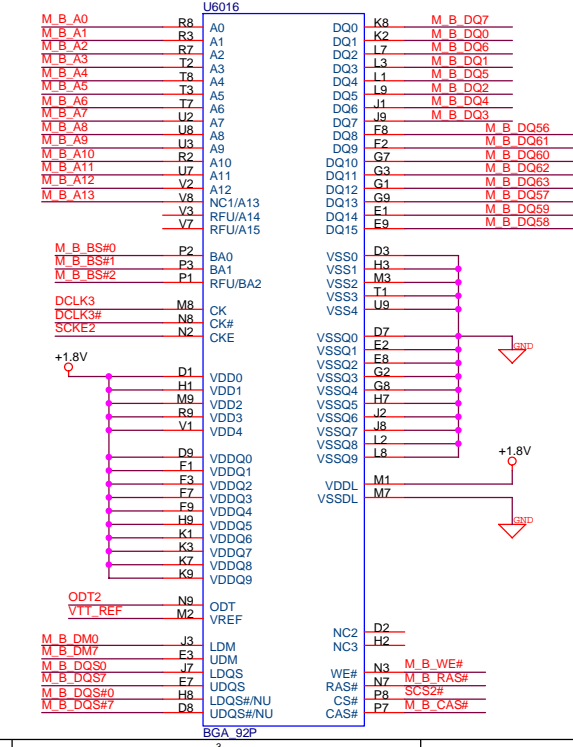 U6016
M_B_A0 R8 A0 DQ0 K8 M_B_DQ7
M_B_A1 R3 A1 DQ1 K2 M_B_DQ0
M_B_A2 R7 A2 DQ2 L7 M_B_DQ6
M_B_A3 T2 A3 DQ3 L3 M_B_DQ1
M_B_A4 T8 A4 DQ4 L1 M_B_DQ5
M_B_A5 T3 A5 DQ5 L9 M_B_DQ2
M_B_A6 T7 A6 DQ6 J1 M_B_DQ4
M_B_A7 U2 A7 DQ7 J9 M_B_DQ3
M_B_A8 U8 A8 DQ8 F8 M_B_DQ56
M_B_A9 U3 A9 DQ9 F2 M_B_DQ61
M_B_A10 R2 A10 DQ10 G7 M_B_DQ60
M_B_A11 U7 A11 DQ11 G3 M_B_DQ62
M_B_A12 V2 A12 DQ12 G1 M_B_DQ63
M_B_A13 V8 NC1/A13 DQ13 G9 M_B_DQ57
V3 RFU/A14 DQ14 E1 M_B_DQ59
V7 RFU/A15 DQ15 E9 M_B_DQ58
M_B_BS#0 P2 BA0 VSS0 D3
M_B_BS#1 P3 BA1 VSS1 H3
M_B_BS#2 P1 RFU/BA2 VSS2 M3
VSS3 T1
DCLK3 M8 CK VSS4 U9
DCLK3# N8 CK#
SCKE2 N2 CKE VSSQ0 D7
VSSQ1 E2 GND
+1.8V VSSQ2 E8
D1 VDD0 VSSQ3 G2
H1 VDD1 VSSQ4 G8
M9 VDD2 VSSQ5 H7
R9 VDD3 VSSQ6 J2
V1 VDD4 VSSQ7 J8
VSSQ8 L2
D9 VDDQ0 VSSQ9 L8 +1.8V
F1 VDDQ1
F3 VDDQ2 VDDL M1
F7 VDDQ3 VSSDL M7
F9 VDDQ4
H9 VDDQ5 GND
K1 VDDQ6
K3 VDDQ7
K7 VDDQ8
K9 VDDQ9
ODT2 N9 ODT
VTT_REF M2 VREF
NC2 D2
M_B_DM0 J3 LDM NC3 H2
M_B_DM7 E3 UDM
M_B_DQS0 J7 LDQS WE# N3 M_B_WE#
M_B_DQS7 E7 UDQS RAS# N7 M_B_RAS#
M_B_DQS#0 H8 LDQS#/NU CS# P8 SCS2#
M_B_DQS#7 D8 UDQS#/NU CAS# P7 M_B_CAS#
BGA_92P
3